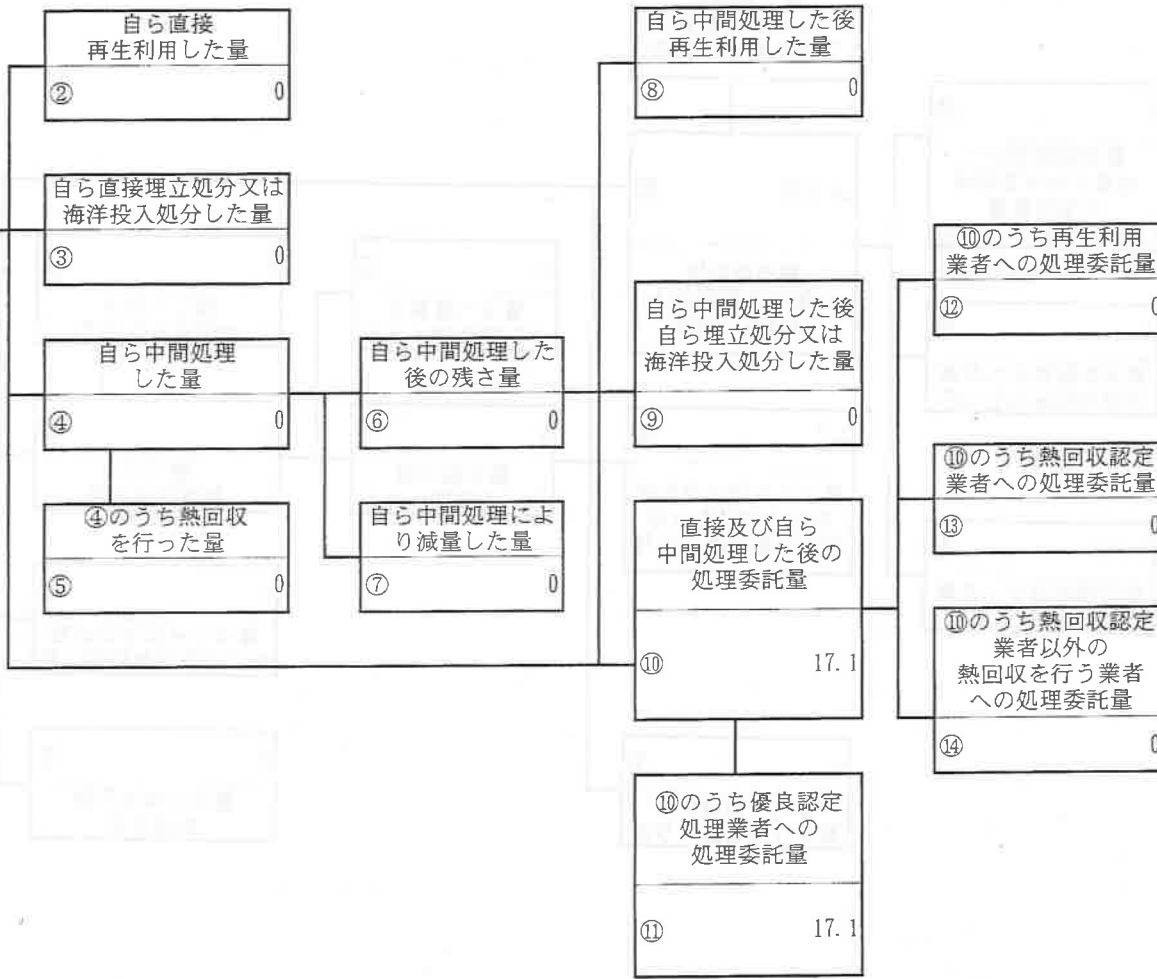 自ら直接
再生利用した量
② 0
自ら直接埋立処分又は
海洋投入処分した量
③ 0
自ら中間処理
した量
④ 0
④のうち熱回収
を行った量
⑤ 0
自ら中間処理した
後の残さ量
⑥ 0
自ら中間処理によ
り減量した量
⑦ 0
自ら中間処理した後
再生利用した量
⑧ 0
自ら中間処理した後
自ら埋立処分又は
海洋投入処分した量
⑨ 0
直接及び自ら
中間処理した後の
処理委託量
⑩ 17.1
⑩のうち優良認定
処理業者への
処理委託量
⑪ 17.1
⑩のうち再生利用
業者への処理委託量
⑫ 0
⑩のうち熱回収認定
業者への処理委託量
⑬ 0
⑩のうち熱回収認定
業者以外の
熱回収を行う業者
への処理委託量
⑭ 0